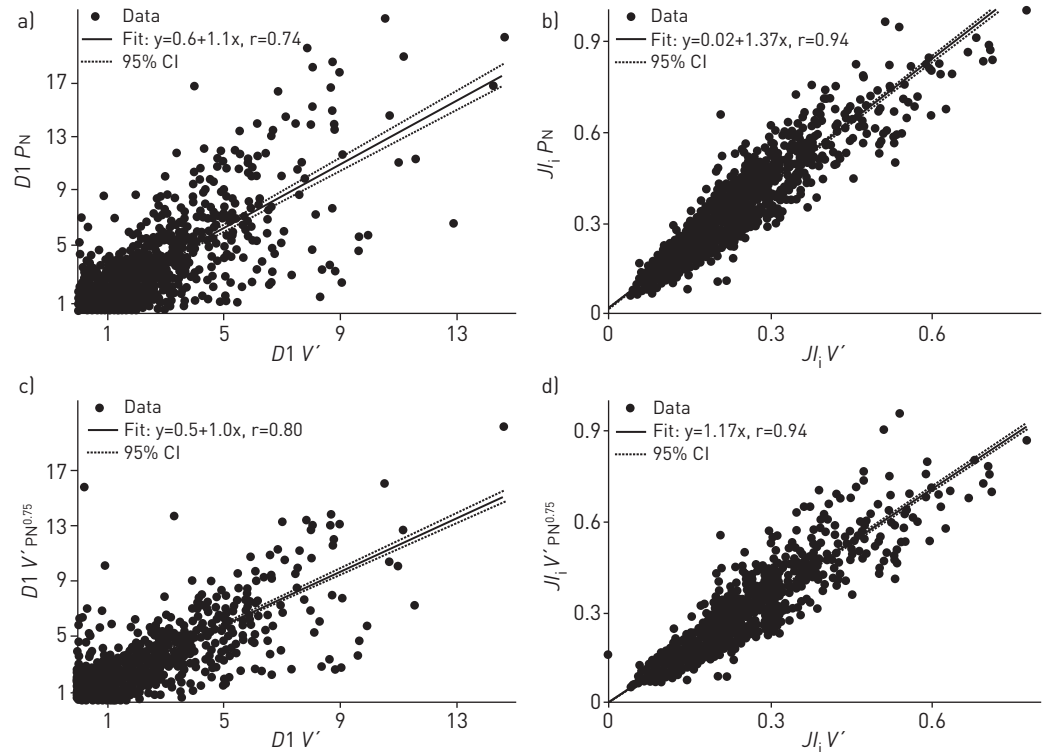 a)
Data
Fit: y=0.6+1.1x, r=0.74
95% CI
17
13
9
5
1
D1 PN
1 5 9 13
D1 V´
b)
Data
Fit: y=0.02+1.37x, r=0.94
95% CI
0.9
0.6
0.3
0
JIi PN
0 0.3 0.6
JIi V´
c)
Data
Fit: y=0.5+1.0x, r=0.80
95% CI
17
13
9
5
1
D1 V´ PN0.75
1 5 9 13
D1 V´
d)
Data
Fit: y=1.17x, r=0.94
95% CI
0.9
0.6
0.3
0
JIi V´ PN0.75
0 0.3 0.6
JIi V´